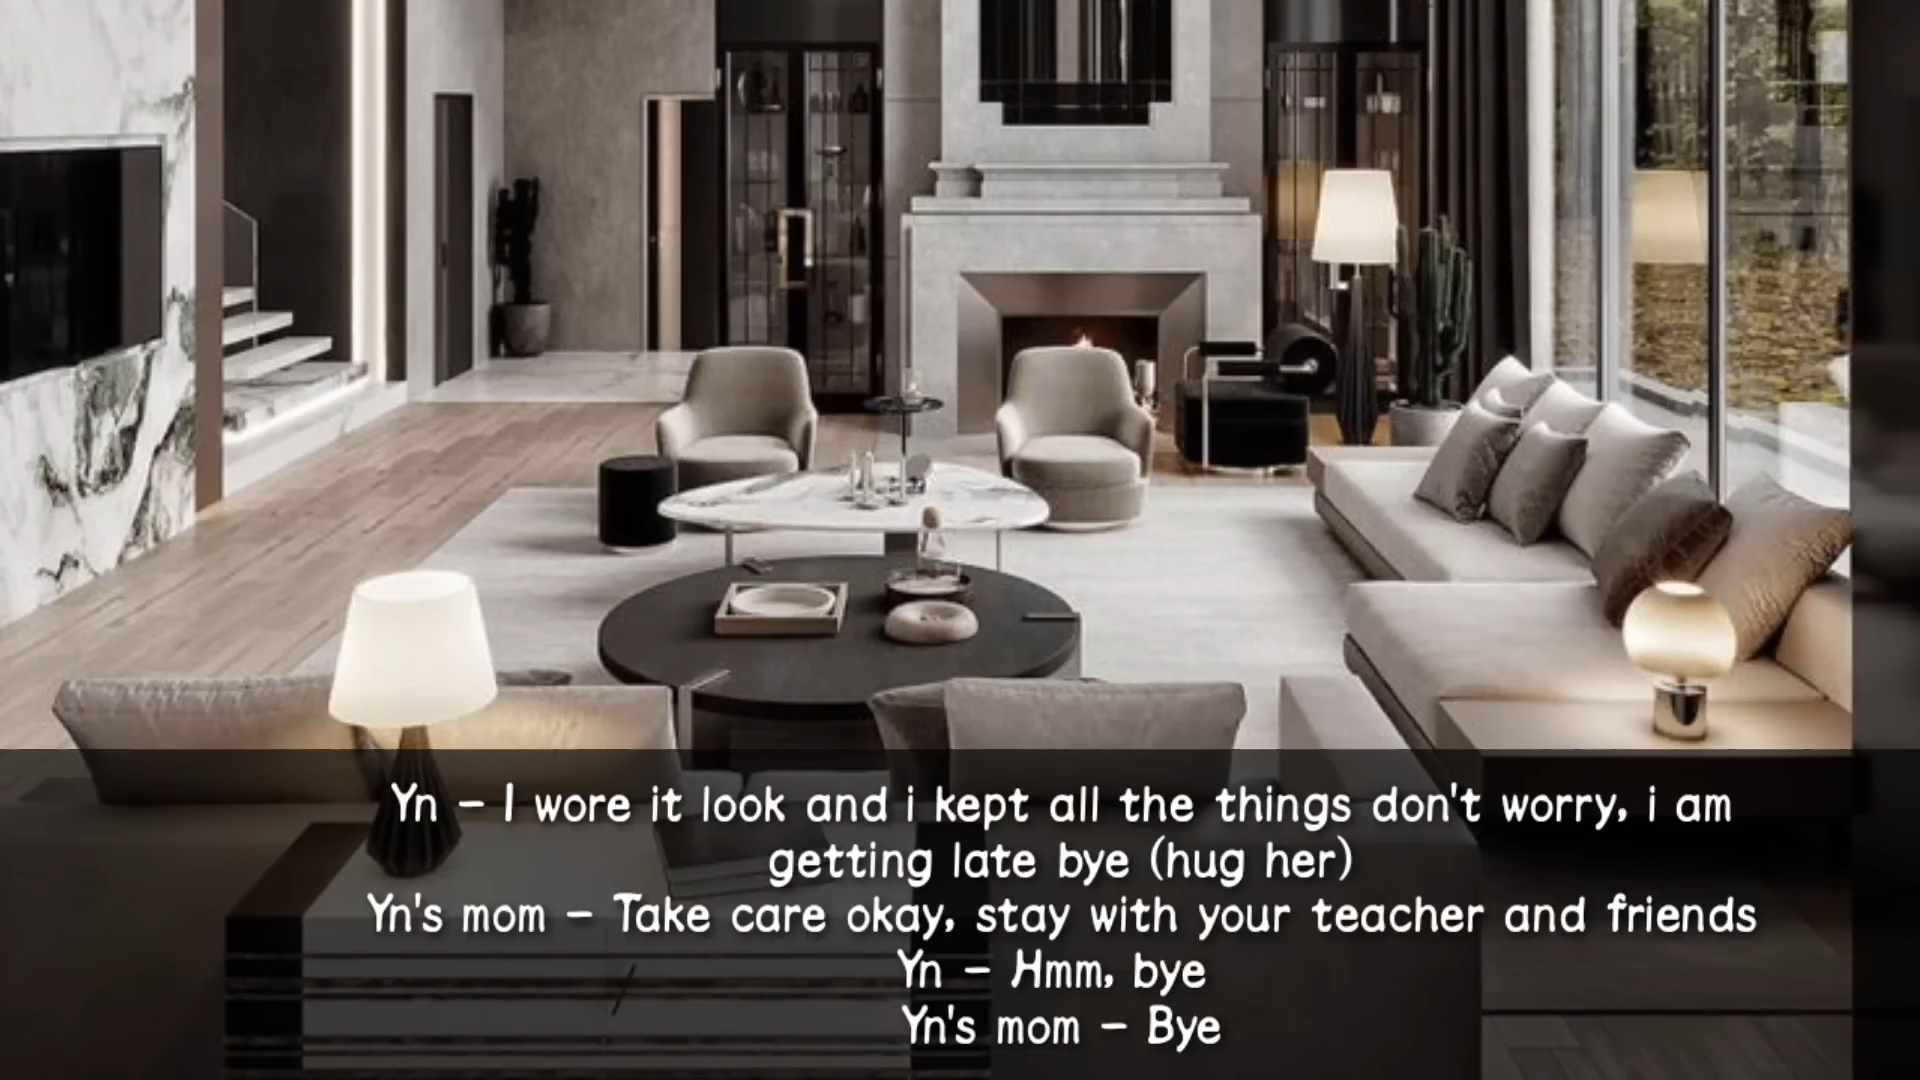 Yn - I wore it look and i kept all the things don't worry, i am
getting late bye (hug her)
Yn's mom - Take care okay, stay with your teacher and friends
Yn - Hmm, bye
Yn's mom - Bye